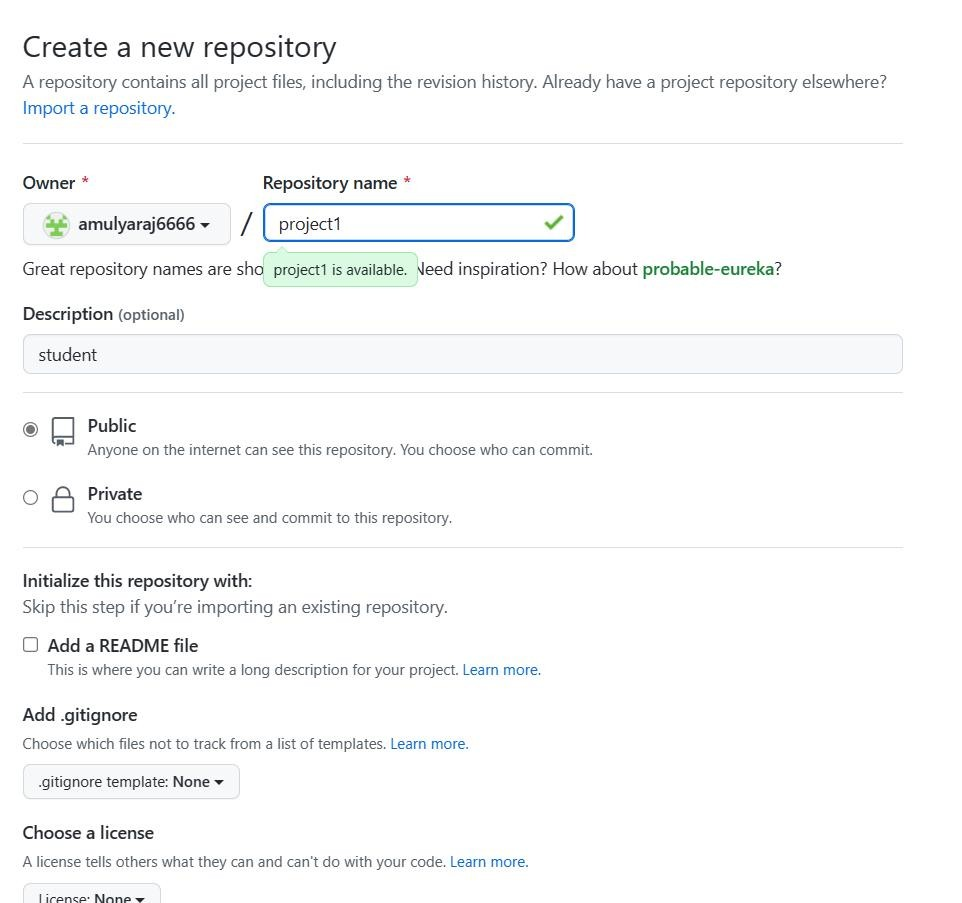 Create a new repository
A repository contains all project files, including the revision history. Already have a project repository elsewhere?
Import a repository.
Owner *
Repository name *
amulyaraj6666
/
project1
Great repository names are sho
project1 is available.
Need inspiration? How about probable-eureka?
Description (optional)
student
Public
Anyone on the internet can see this repository. You choose who can commit.
Private
You choose who can see and commit to this repository.
Initialize this repository with:
Skip this step if you’re importing an existing repository.
Add a README file
This is where you can write a long description for your project. Learn more.
Add .gitignore
Choose which files not to track from a list of templates. Learn more.
.gitignore template: None
Choose a license
A license tells others what they can and can't do with your code. Learn more.
License: None